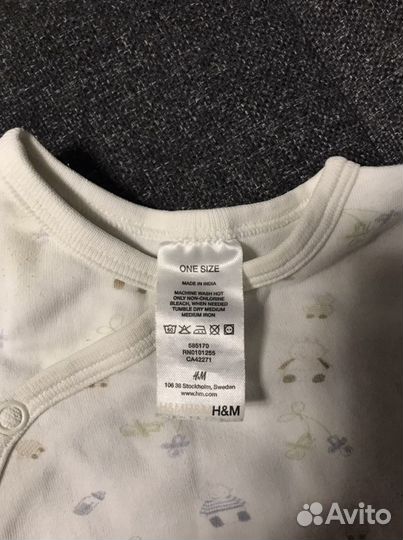 ONE SIZE
MADE IN INDIA
MACHINE WASH HOT
ONLY NON-CHLORINE
BLEACH, WHEN NEEDED
TUMBLE DRY MEDIUM
MEDIUM IRON
585170
RN0101255
CA42271
H&M
106 38 Stockholm, Sweden
www.hm.com
H&M H&M H&M
Avito